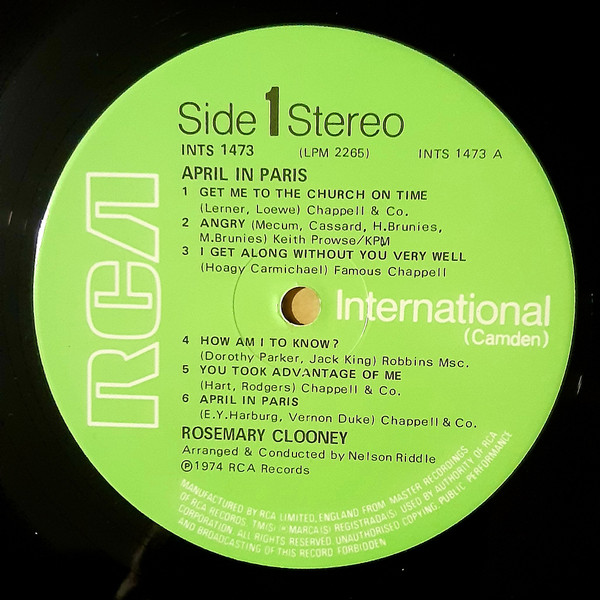 Side 1 Stereo
INTS 1473 (LPM 2265) INTS 1473 A
APRIL IN PARIS
1 GET ME TO THE CHURCH ON TIME
(Lerner, Loewe) Chappell & Co.
2 ANGRY (Mecum, Cassard, H.Brunies,
M.Brunies) Keith Prowse/KPM
3 I GET ALONG WITHOUT YOU VERY WELL
(Hoagy Carmichael) Famous Chappell
RCA
International
(Camden)
4 HOW AM I TO KNOW?
(Dorothy Parker, Jack King) Robbins Msc.
5 YOU TOOK ADVANTAGE OF ME
(Hart, Rodgers) Chappell & Co.
6 APRIL IN PARIS
(E.Y.Harburg, Vernon Duke) Chappell & Co.
ROSEMARY CLOONEY
Arranged & Conducted by Nelson Riddle
℗1974 RCA Records
MANUFACTURED BY RCA LIMITED, ENGLAND FROM MASTER RECORDINGS
OF RCA RECORDS. TM(S) ® MARCA(S) REGISTRADA(S) USED BY AUTHORITY OF RCA
CORPORATION. ALL RIGHTS RESERVED. UNAUTHORISED COPYING, PUBLIC PERFORMANCE
AND BROADCASTING OF THIS RECORD FORBIDDEN